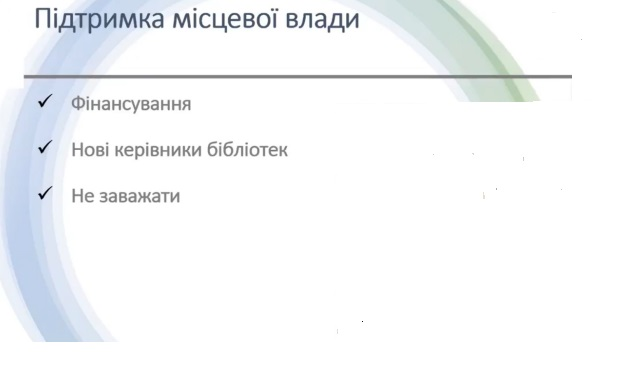 Підтримка місцевої влади
✓ Фінансування
✓ Нові керівники бібліотек
✓ Не заважати